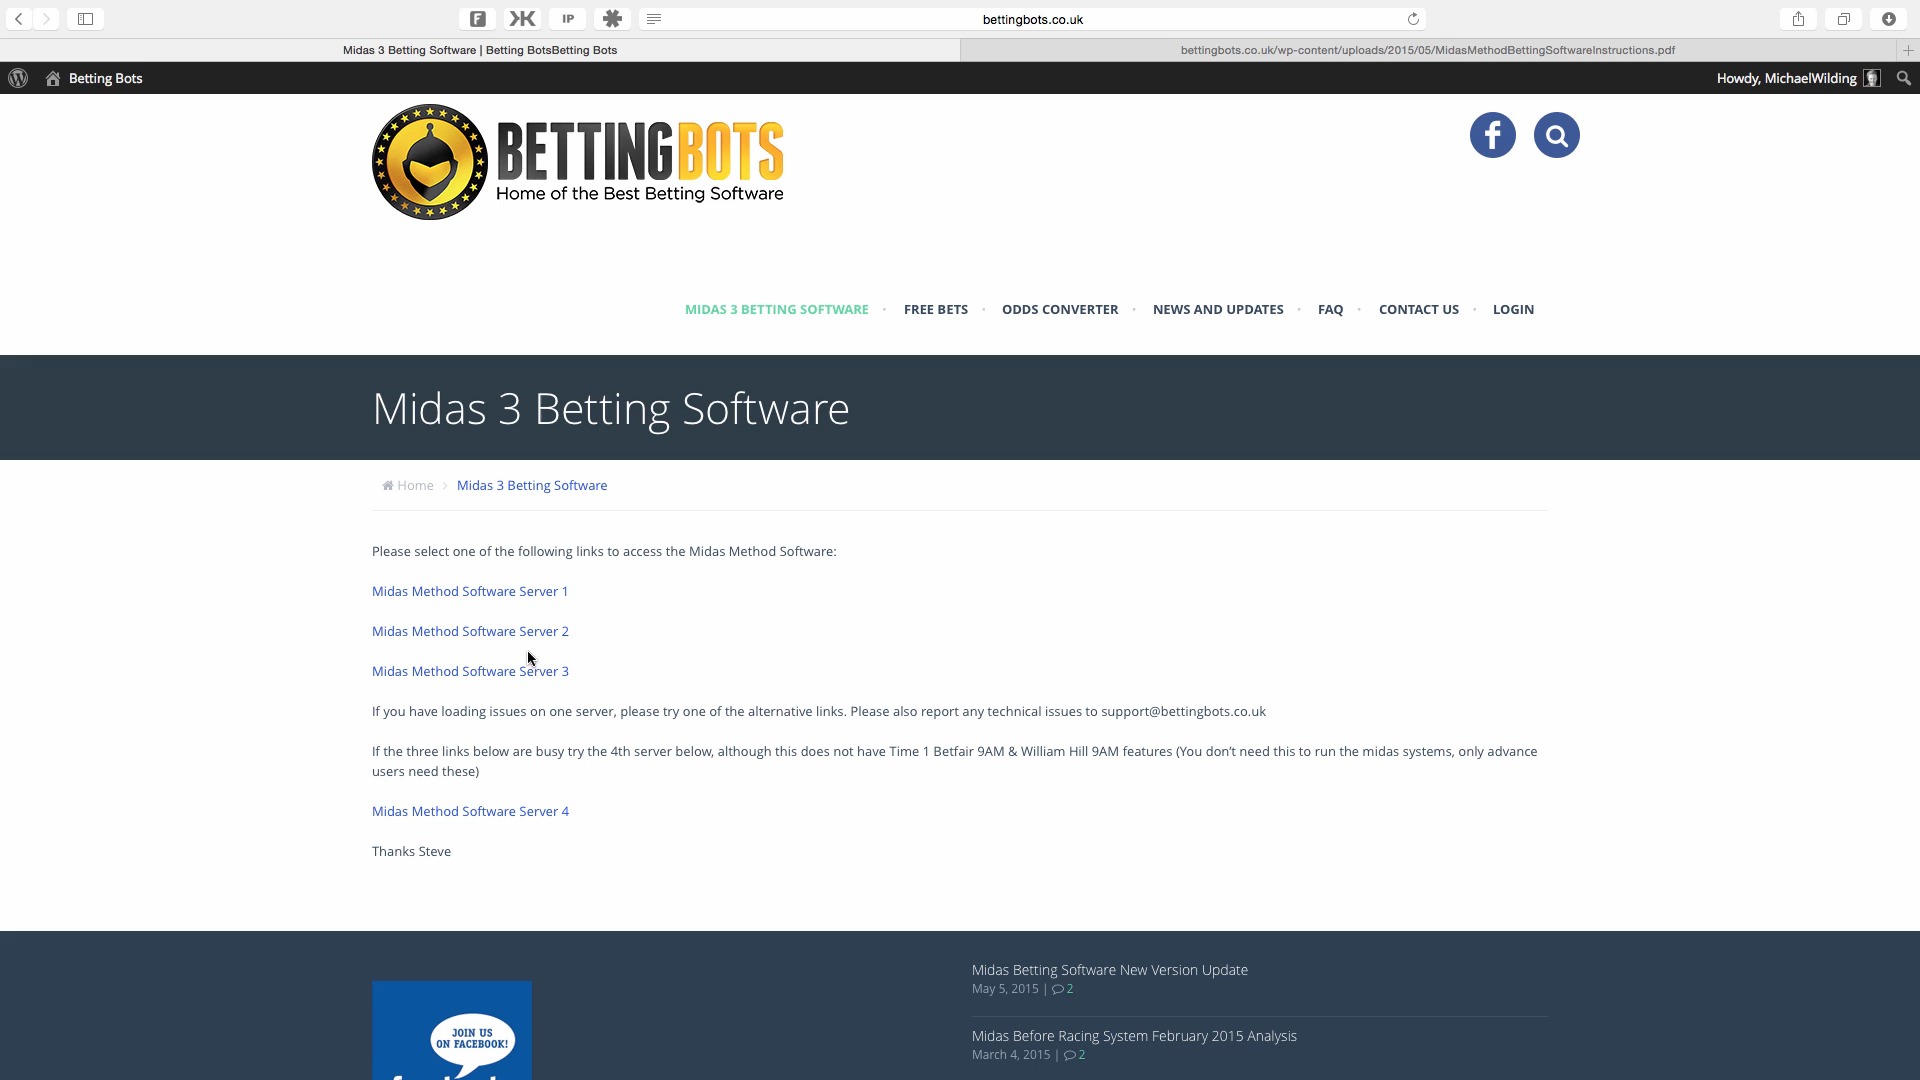 IP
bettingbots.co.uk
Midas 3 Betting Software | Betting BotsBetting Bots
bettingbots.co.uk/wp-content/uploads/2015/05/MidasMethodBettingSoftwareInstructions.pdf
Betting Bots
Howdy, MichaelWilding
BETTINGBOTS
Home of the Best Betting Software
MIDAS 3 BETTING SOFTWARE
FREE BETS
ODDS CONVERTER
NEWS AND UPDATES
FAQ
CONTACT US
LOGIN
Midas 3 Betting Software
Home
Midas 3 Betting Software
Please select one of the following links to access the Midas Method Software:
Midas Method Software Server 1
Midas Method Software Server 2
Midas Method Software Server 3
If you have loading issues on one server, please try one of the alternative links. Please also report any technical issues to support@bettingbots.co.uk
If the three links below are busy try the 4th server below, although this does not have Time 1 Betfair 9AM & William Hill 9AM features (You don't need this to run the midas systems, only advance
users need these)
Midas Method Software Server 4
Thanks Steve
Midas Betting Software New Version Update
May 5, 2015 | 2
Midas Before Racing System February 2015 Analysis
March 4, 2015 | 2
JOIN US
ON FACEBOOK!